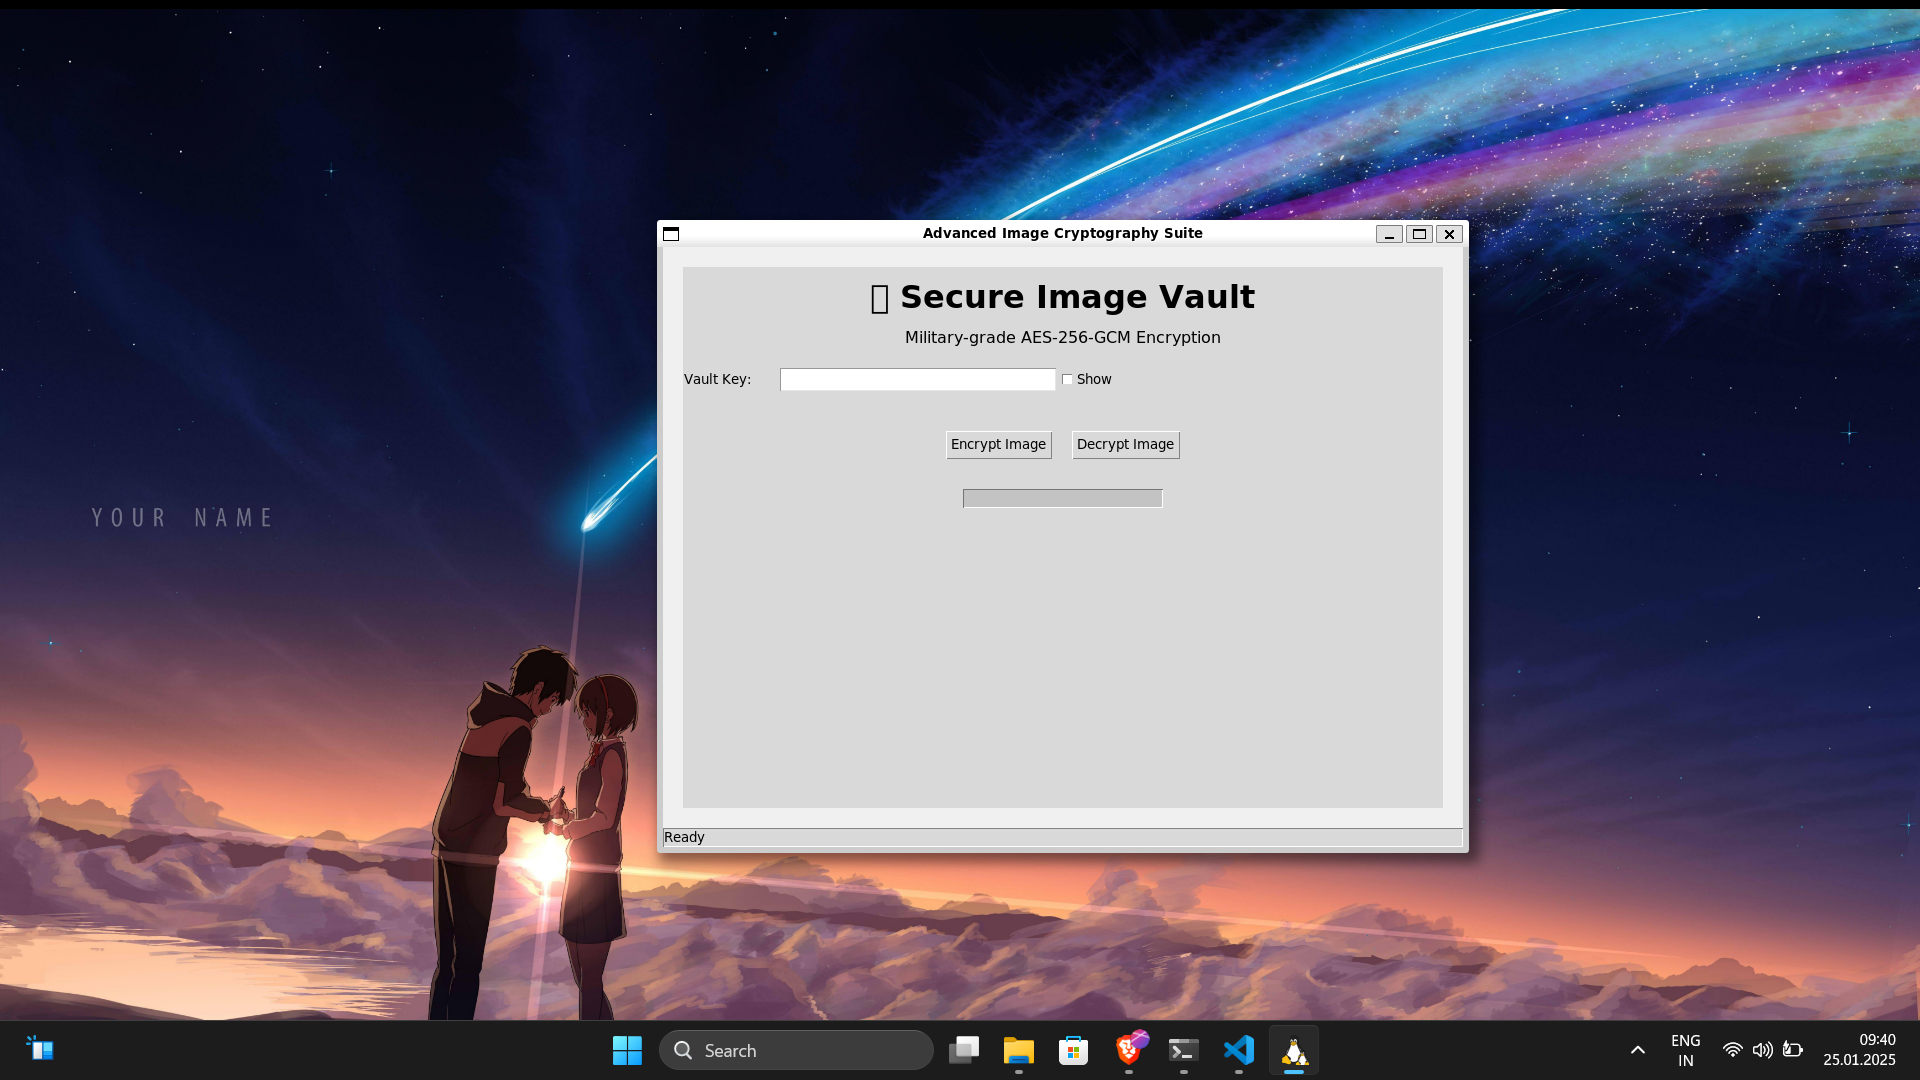 YOUR NAME
Advanced Image Cryptography Suite
Secure Image Vault
Military-grade AES-256-GCM Encryption
Vault Key:
Show
Encrypt Image
Decrypt Image
Ready
Search
ENG
IN
09:40
25.01.2025